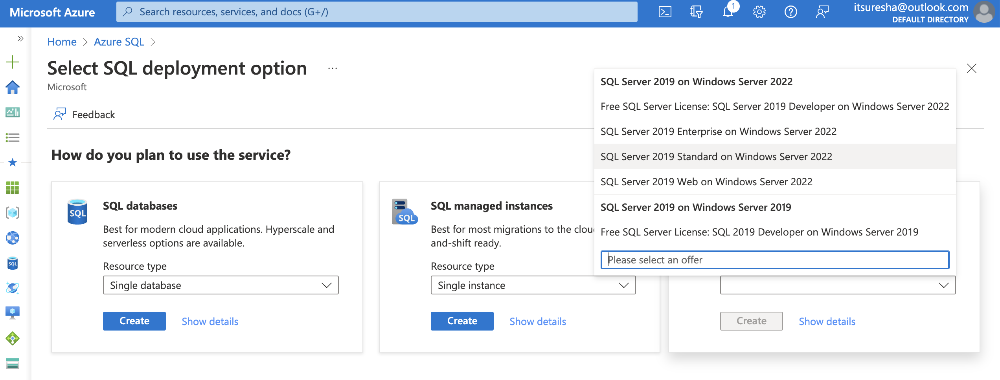 Microsoft Azure
Search resources, services, and docs (G+/)
1
itsuresha@outlook.com
DEFAULT DIRECTORY
Home
Azure SQL
Select SQL deployment option
...
Microsoft
Feedback
How do you plan to use the service?
SQL
SQL databases
Best for modern cloud applications. Hyperscale and
serverless options are available.
Resource type
Single database
Create
Show details
SQL
SQL managed instances
Best for most migrations to the clou
and-shift ready.
Resource type
Single instance
Create
Show details
SQL Server 2019 on Windows Server 2022
Free SQL Server License: SQL Server 2019 Developer on Windows Server 2022
SQL Server 2019 Enterprise on Windows Server 2022
SQL Server 2019 Standard on Windows Server 2022
SQL Server 2019 Web on Windows Server 2022
SQL Server 2019 on Windows Server 2019
Free SQL Server License: SQL 2019 Developer on Windows Server 2019
Please select an offer
Create
Show details
SQL